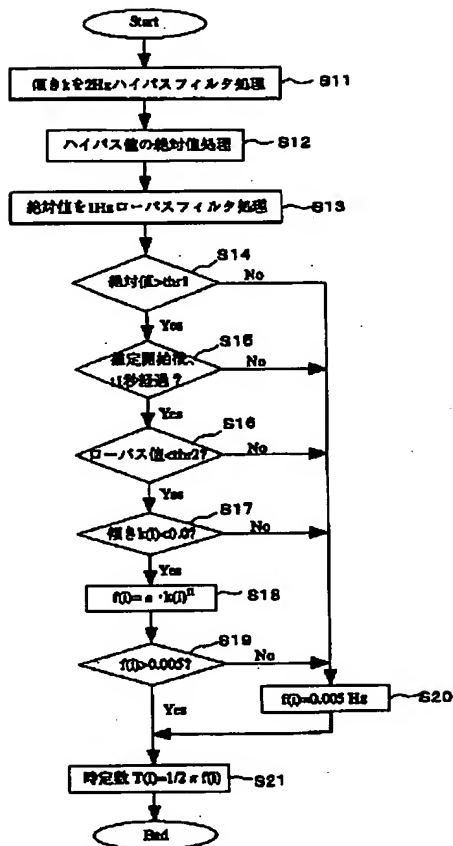 Start
傾きkを2Hzハイパスフィルタ処理
S11
ハイパス値の絶対値処理
S12
絶対値を1Hzローパスフィルタ処理
S13
S14
絶対値>thr1
No
Yes
S15
推定開始後、
t1秒経過?
No
Yes
S16
ローパス値<thr2?
No
Yes
S17
傾きk(i)<0.0?
No
Yes
f(i)= a・k(i)ⁿ
S18
S19
f(i)>0.005?
No
Yes
f(i)=0.005 Hz
S20
時定数 T(i)=1/2πf(i)
S21
End